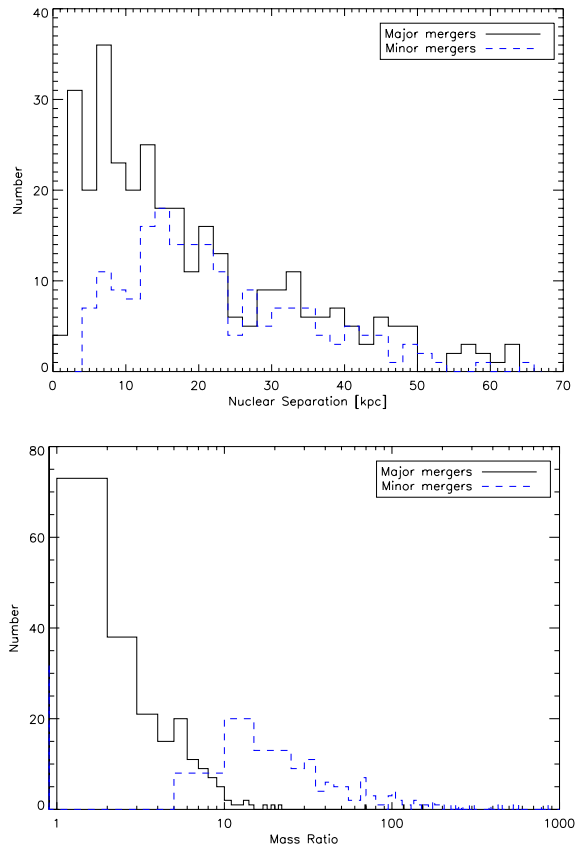 40
30
20
10
0
Number
Major mergers
Minor mergers
0 10 20 30 40 50 60 70
Nuclear Separation [kpc]
80
60
40
20
0
Number
Major mergers
Minor mergers
1 10 100 1000
Mass Ratio